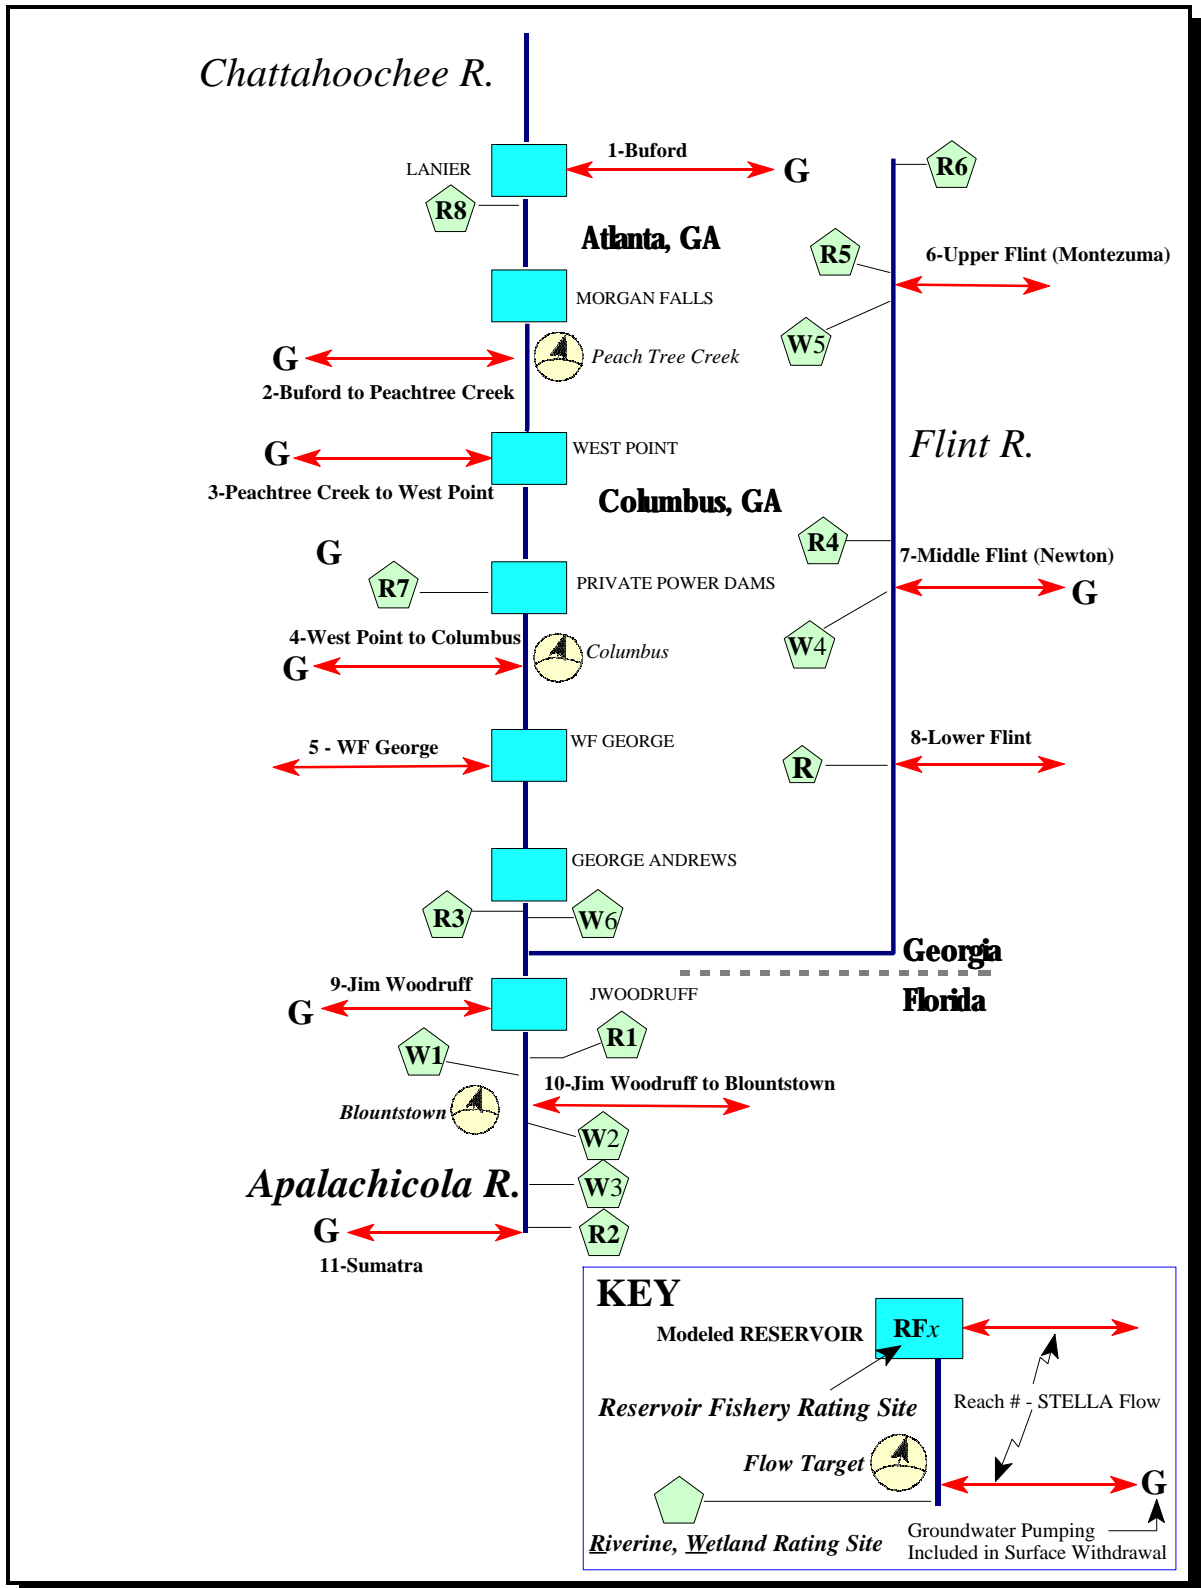 Chattahoochee R.
1-Buford
LANIER
G
R6
R8
Atlanta, GA
R5
6-Upper Flint (Montezuma)
MORGAN FALLS
W5
G
Peach Tree Creek
2-Buford to Peachtree Creek
Flint R.
WEST POINT
G
3-Peachtree Creek to West Point
Columbus, GA
R4
G
7-Middle Flint (Newton)
R7
PRIVATE POWER DAMS
G
4-West Point to Columbus
W4
Columbus
G
5 - WF George
WF GEORGE
8-Lower Flint
R
GEORGE ANDREWS
R3
W6
Georgia
9-Jim Woodruff
JWOODRUFF
Florida
G
R1
W1
10-Jim Woodruff to Blountstown
Blountstown
W2
Apalachicola R.
W3
G
R2
11-Sumatra
KEY
Modeled RESERVOIR
RFx
Reservoir Fishery Rating Site
Reach # - STELLA Flow
Flow Target
G
Riverine, Wetland Rating Site
Groundwater Pumping
Included in Surface Withdrawal